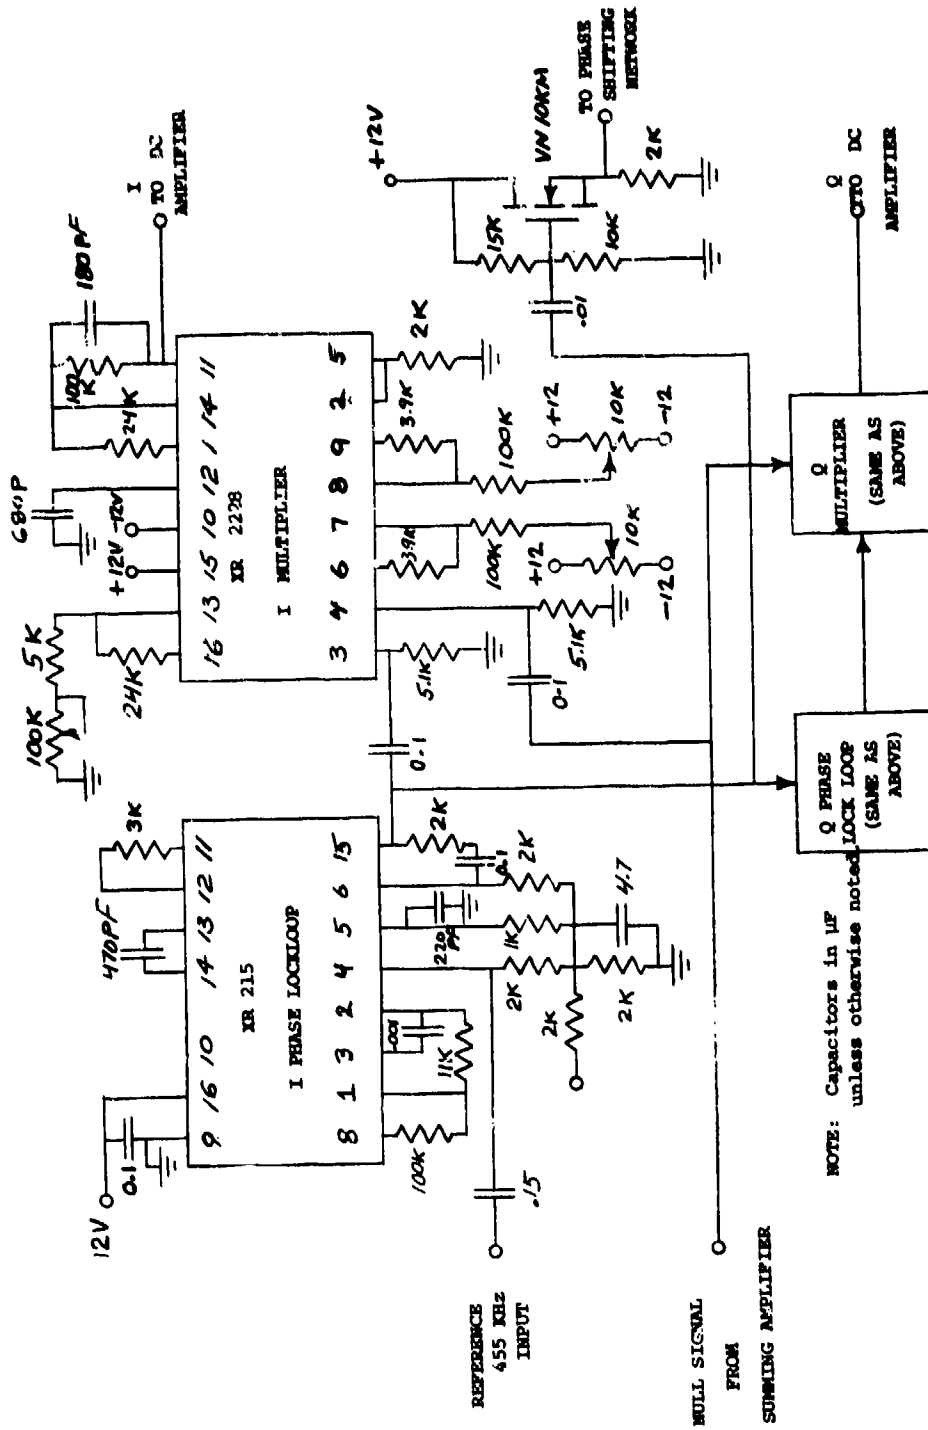 680P
100K
5K
180PF
100K
12V
0.1
470PF
3K
24K
+12V
-12V
24K
I
TO DC
AMPLIFIER
9 16 10 14 13 12 11
16 13 15 10 12 1 14 11
XR 215
XR 2228
I PHASE LOCKLOOP
I MULTIPLIER
8 1 3 2 4 5 6 15
3 4 6 7 8 9 2 5
100K
11K
.001
220 PF
0.1
2K
0.1
5.1K
3.9K
3.9K
2K
+12V
REFERENCE
455 KHz
INPUT
.15
2K
1K
2K
0.1
5.1K
100K
100K
15K
VN 10KM
2K
2K
4.7
+12
10K
-12
+12
10K
-12
.01
10K
2K
TO PHASE
SHIFTING
NETWORK
NULL SIGNAL
FROM
SUMMING AMPLIFIER
NOTE: Capacitors in µF
unless otherwise noted
Q PHASE
LOCK LOOP
(SAME AS
ABOVE)
Q
MULTIPLIER
(SAME AS
ABOVE)
Q
TO DC
AMPLIFIER